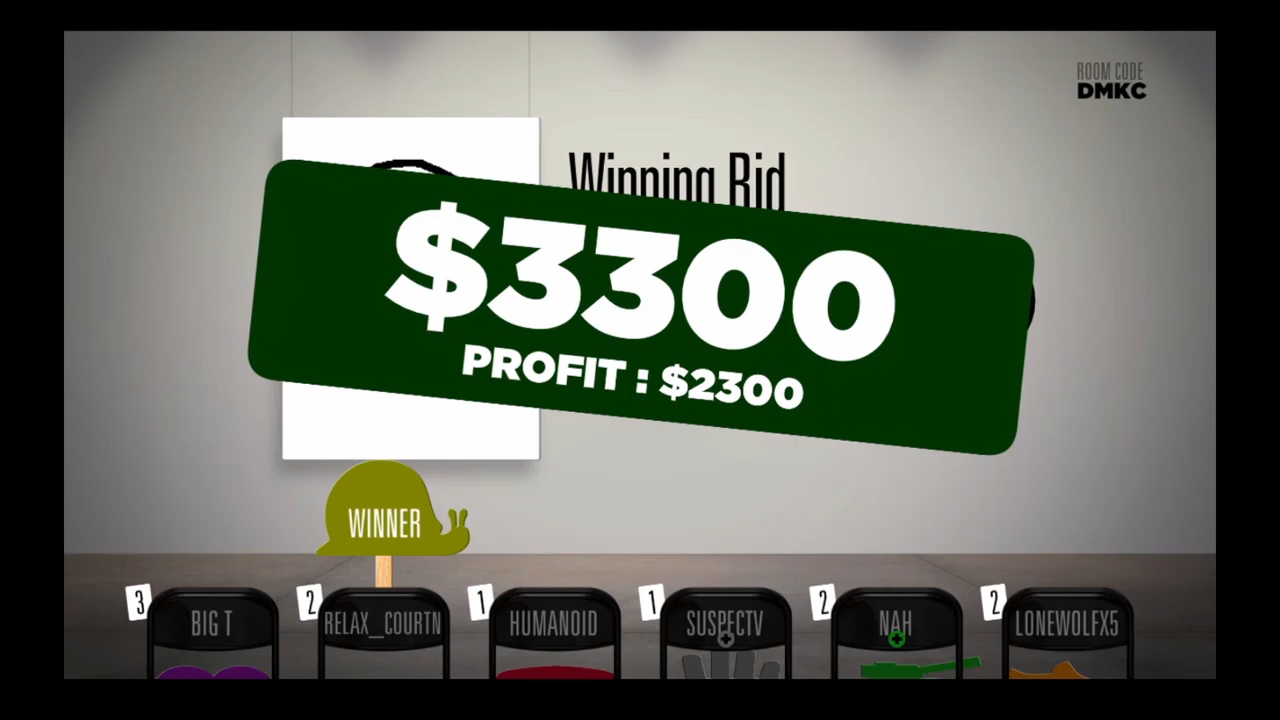 ROOM CODE
DMKC
Winning Bid
$3300
PROFIT : $2300
WINNER
3 BIG T
2 RELAX_COURTN
1 HUMANOID
1 SUSPECTV
2 NAH
2 LONEWOLFX5